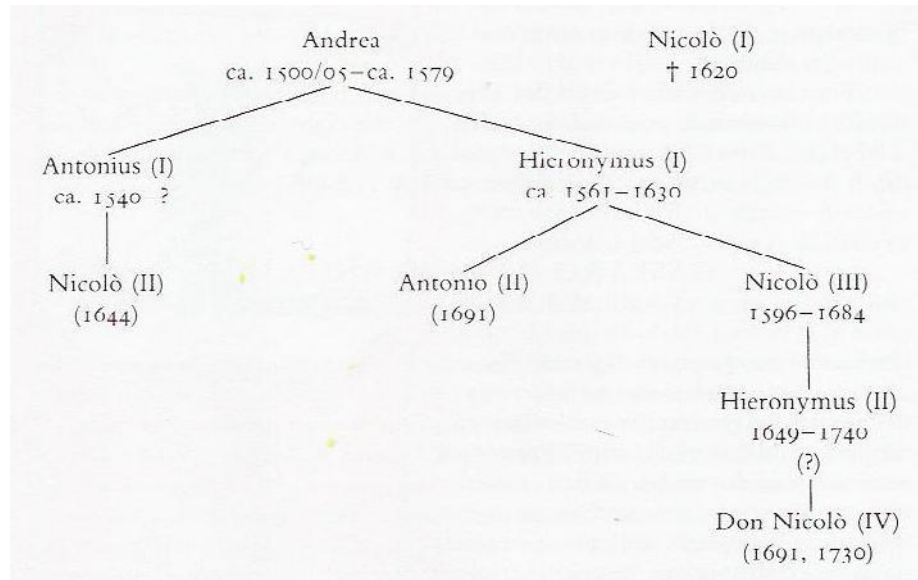 Andrea
ca. 1500/05–ca. 1579
Nicolò (I)
† 1620
Antonius (I)
ca. 1540 ?
Hieronymus (I)
ca. 1561–1630
Nicolò (II)
(1644)
Antonio (II)
(1691)
Nicolò (III)
1596–1684
Hieronymus (II)
1649–1740
(?)
Don Nicolò (IV)
(1691, 1730)